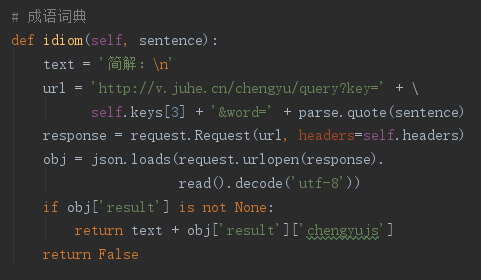 # 成语词典
def idiom(self, sentence):
    text = '简解：\n'
    url = 'http://v.juhe.cn/chengyu/query?key=' + \
          self.keys[3] + '&word=' + parse.quote(sentence)
    response = request.Request(url, headers=self.headers)
    obj = json.loads(request.urlopen(response).
                     read().decode('utf-8'))
    if obj['result'] is not None:
        return text + obj['result']['chengyujs']
    return False